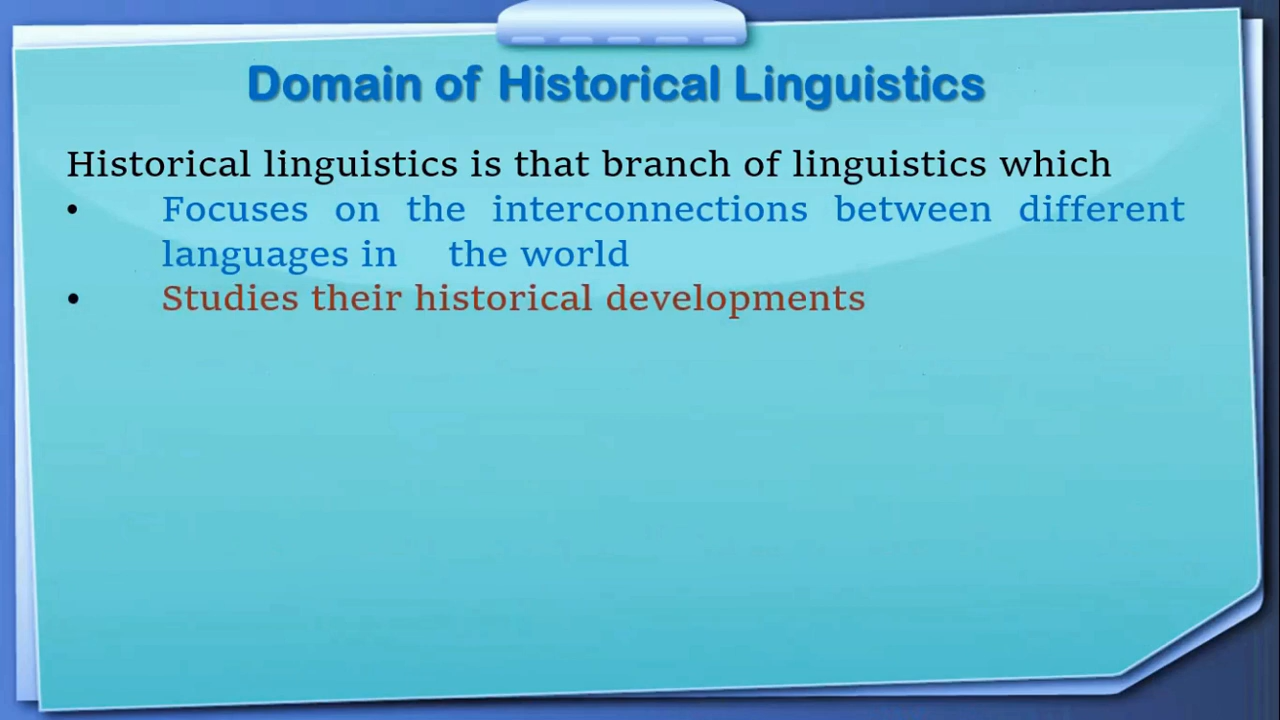 Domain of Historical Linguistics
Historical linguistics is that branch of linguistics which
• Focuses on the interconnections between different
languages in the world
• Studies their historical developments